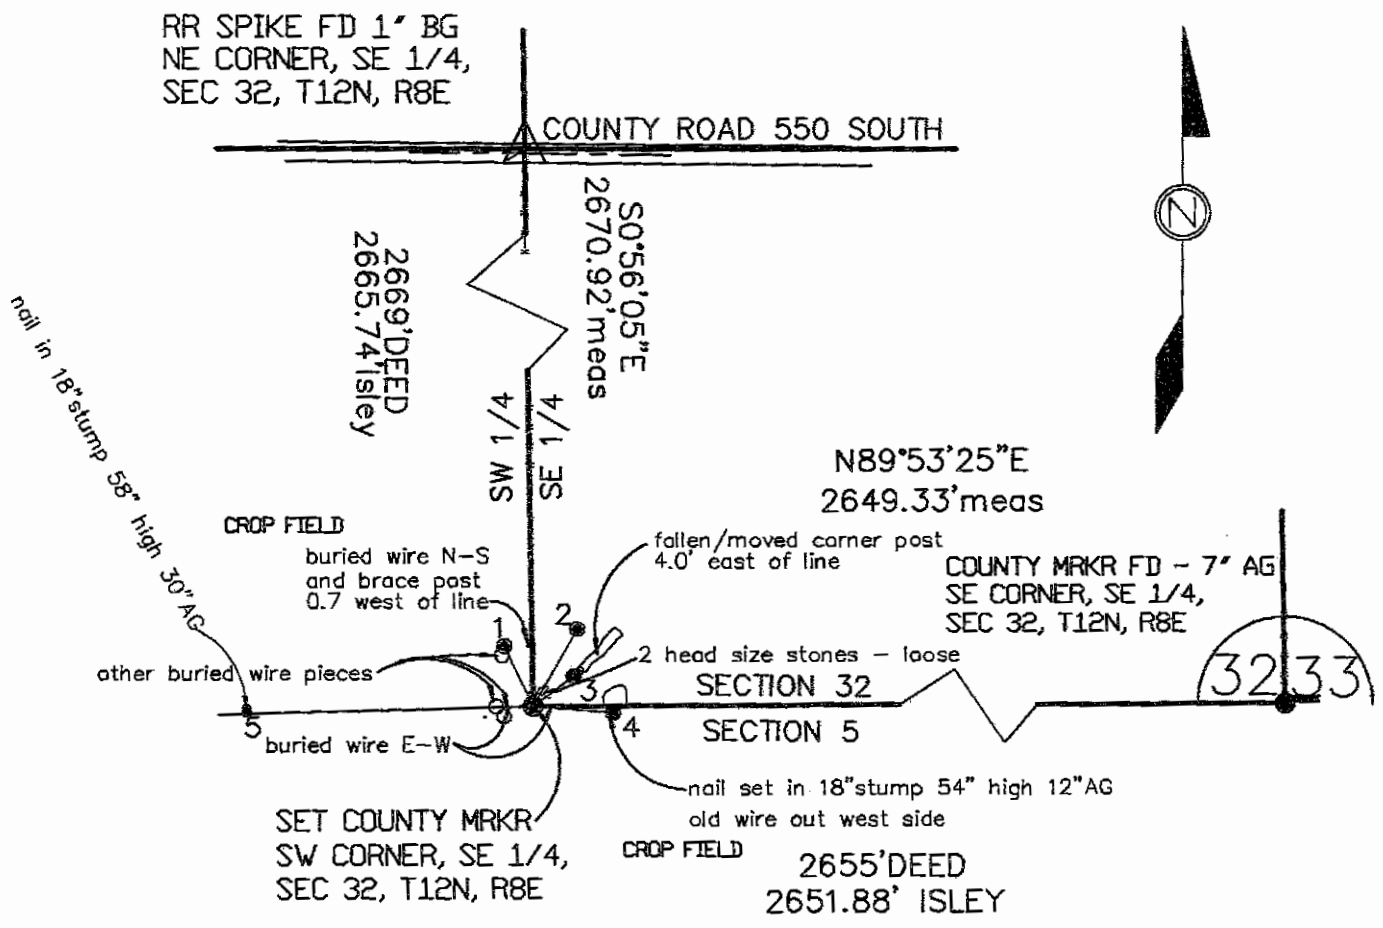 RR SPIKE FD 1" BG
NE CORNER, SE 1/4,
SEC 32, T12N, R8E
COUNTY ROAD 550 SOUTH
N
S0°56'05"E
2670.92'meas
2669'DEED
2665.74'isley
SW 1/4
SE 1/4
nail in 18"stump 58" high 30"AG
N89°53'25"E
2649.33'meas
CROP FIELD
buried wire N-S
and brace post
0.7 west of line
fallen/moved corner post
4.0' east of line
COUNTY MRKR FD - 7" AG
SE CORNER, SE 1/4,
SEC 32, T12N, R8E
1
2
2 head size stones - loose
other buried wire pieces
3
SECTION 32
32 33
5
4
SECTION 5
buried wire E-W
nail set in 18"stump 54" high 12"AG
old wire out west side
SET COUNTY MRKR
SW CORNER, SE 1/4,
SEC 32, T12N, R8E
CROP FIELD
2655'DEED
2651.88' ISLEY